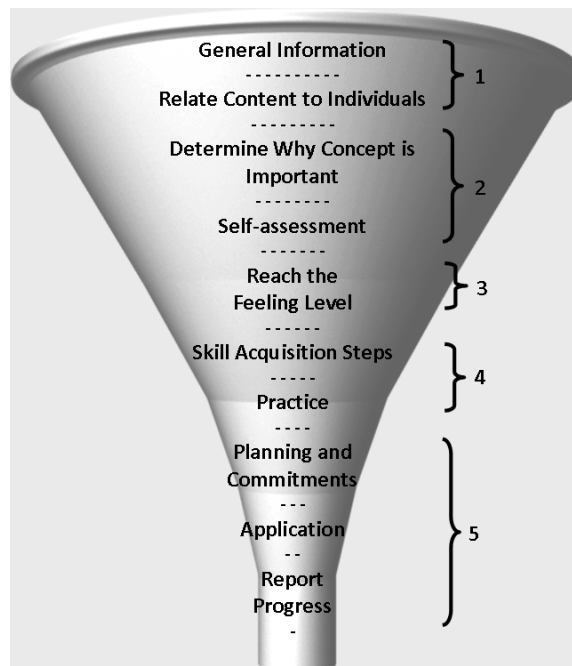 General Information
- - - - - - - - - -
Relate Content to Individuals
- - - - - - - - -
1
Determine Why Concept is
Important
- - - - - - - -
Self-assessment
- - - - - - -
2
Reach the
Feeling Level
- - - - - -
3
Skill Acquisition Steps
- - - - -
Practice
- - - -
4
Planning and
Commitments
- - -
Application
- -
Report
Progress
-
5